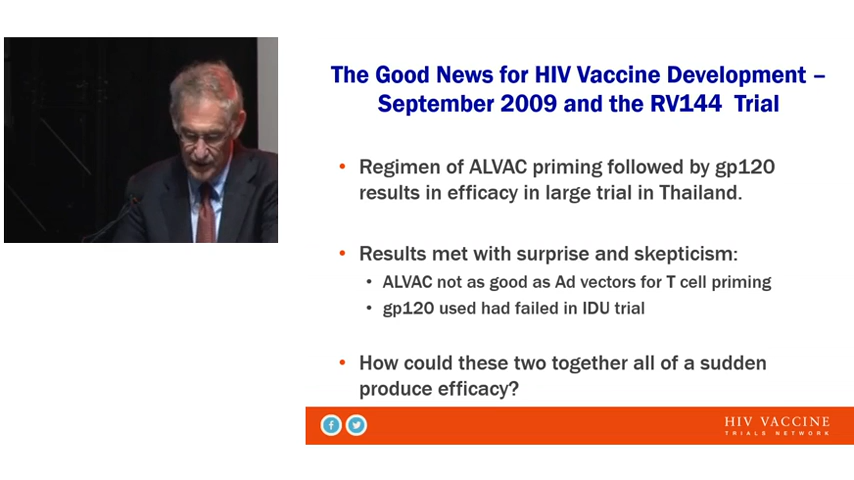 The Good News for HIV Vaccine Development –
September 2009 and the RV144 Trial
• Regimen of ALVAC priming followed by gp120
results in efficacy in large trial in Thailand.
• Results met with surprise and skepticism:
• ALVAC not as good as Ad vectors for T cell priming
• gp120 used had failed in IDU trial
• How could these two together all of a sudden
produce efficacy?
HIV VACCINE
TRIALS NETWORK